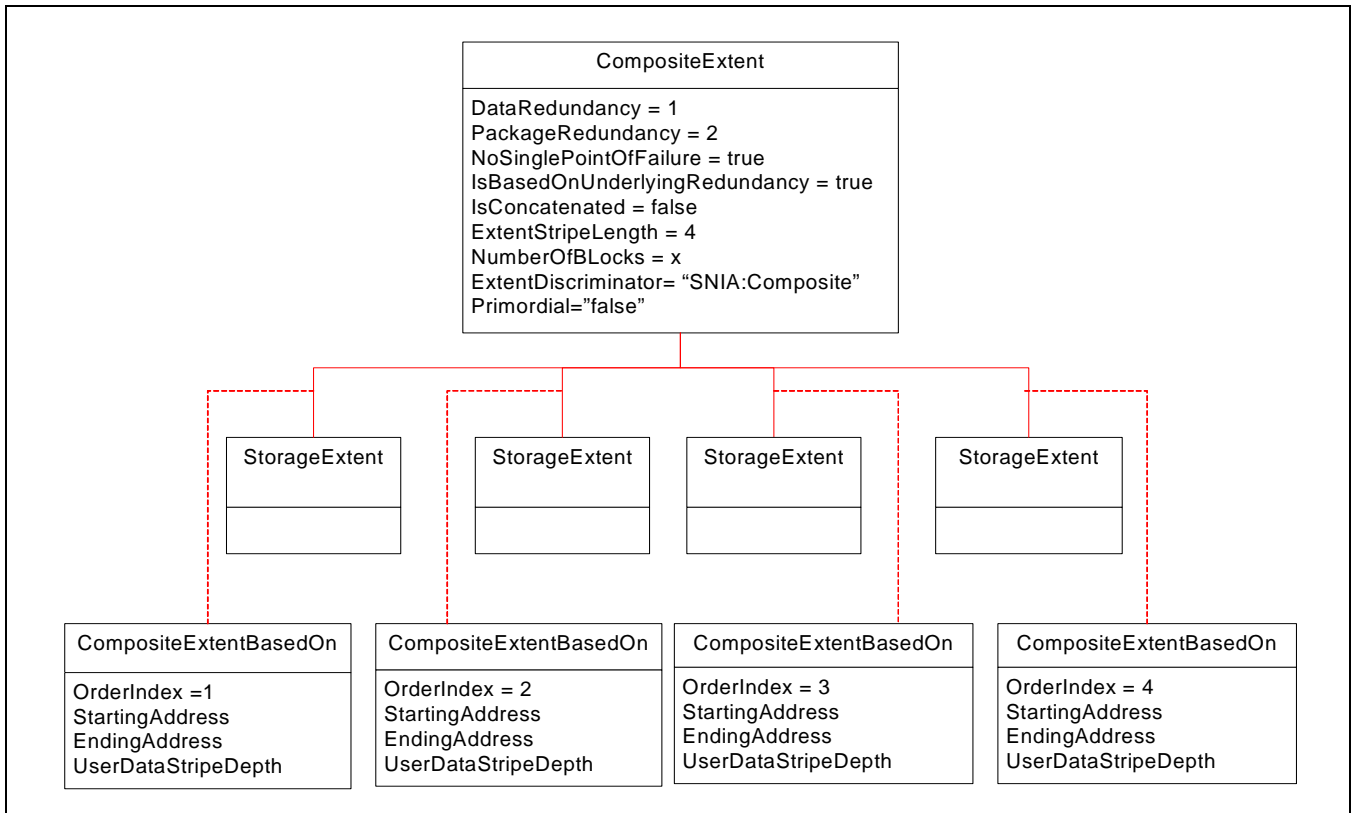 CompositeExtent
DataRedundancy = 1
PackageRedundancy = 2
NoSinglePointOfFailure = true
IsBasedOnUnderlyingRedundancy = true
IsConcatenated = false
ExtentStripeLength = 4
NumberOfBLocks = x
ExtentDiscriminator= “SNIA:Composite”
Primordial=”false”
StorageExtent
StorageExtent
StorageExtent
StorageExtent
CompositeExtentBasedOn
OrderIndex =1
StartingAddress
EndingAddress
UserDataStripeDepth
CompositeExtentBasedOn
OrderIndex = 2
StartingAddress
EndingAddress
UserDataStripeDepth
CompositeExtentBasedOn
OrderIndex = 3
StartingAddress
EndingAddress
UserDataStripeDepth
CompositeExtentBasedOn
OrderIndex = 4
StartingAddress
EndingAddress
UserDataStripeDepth